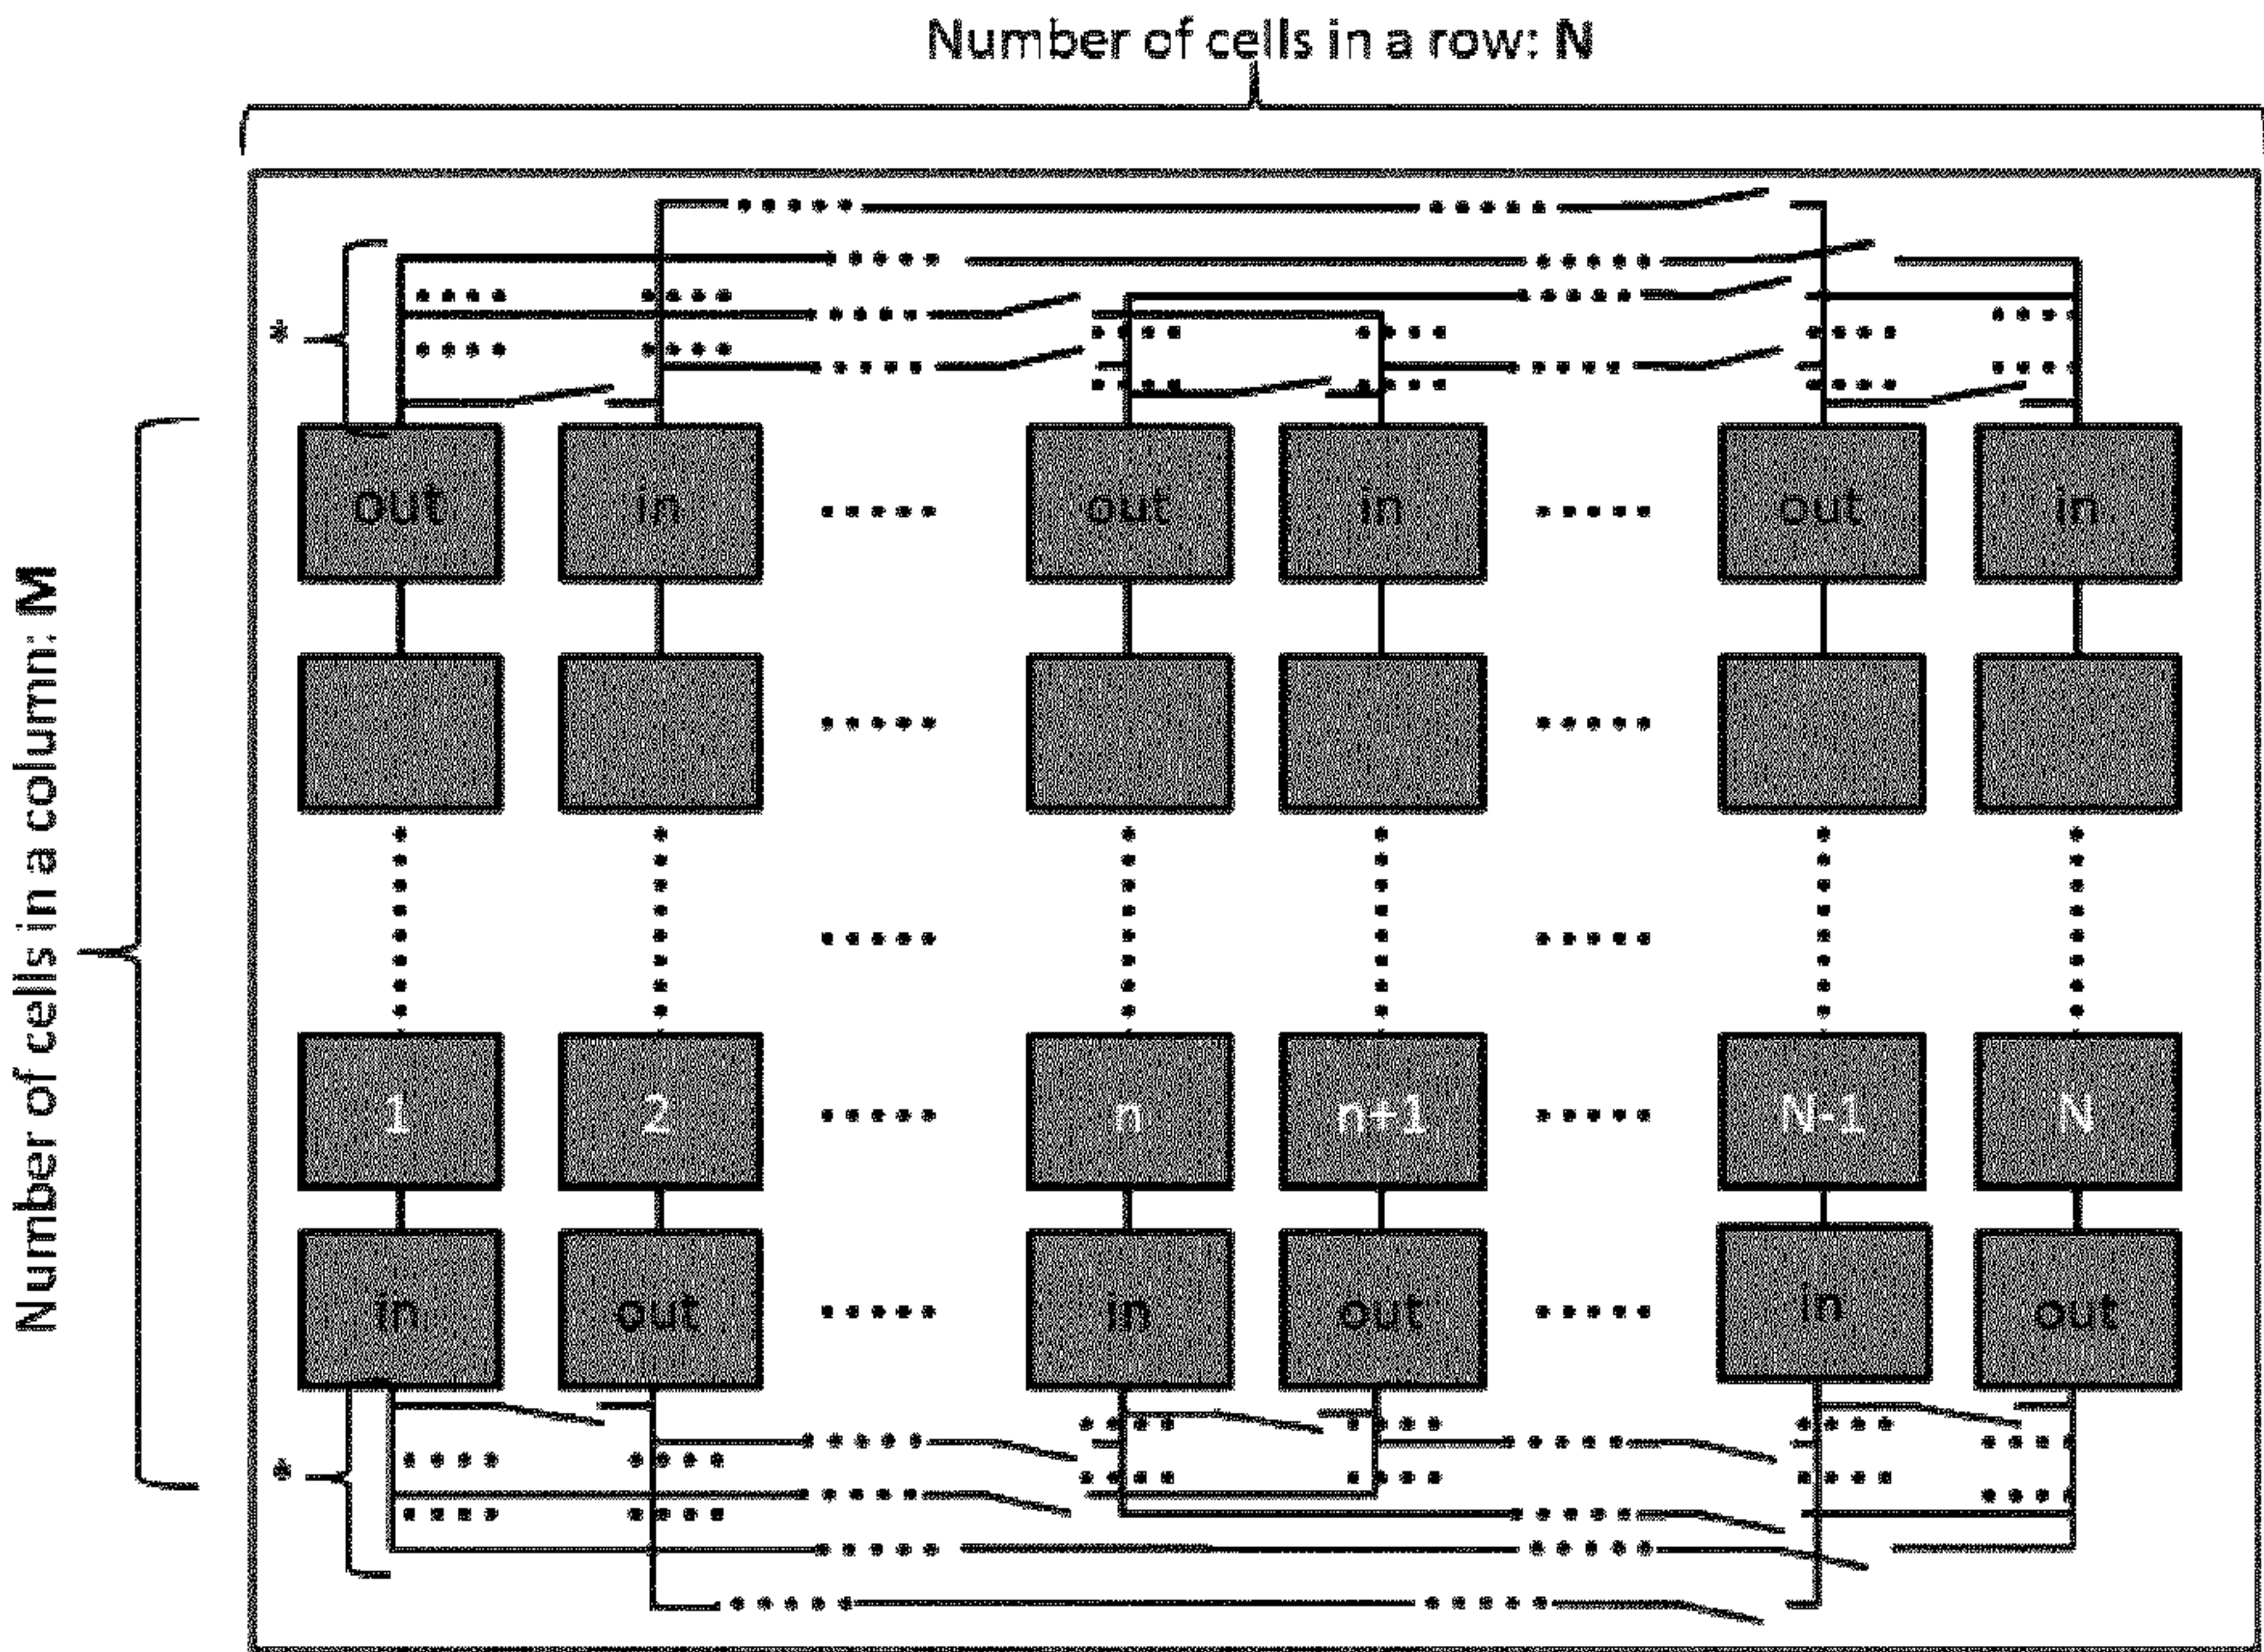 Number of cells in a row: N
Number of cells in a column: M
*
out in out in out in
1 2 n n+1 N-1 N
in out in out in out
*